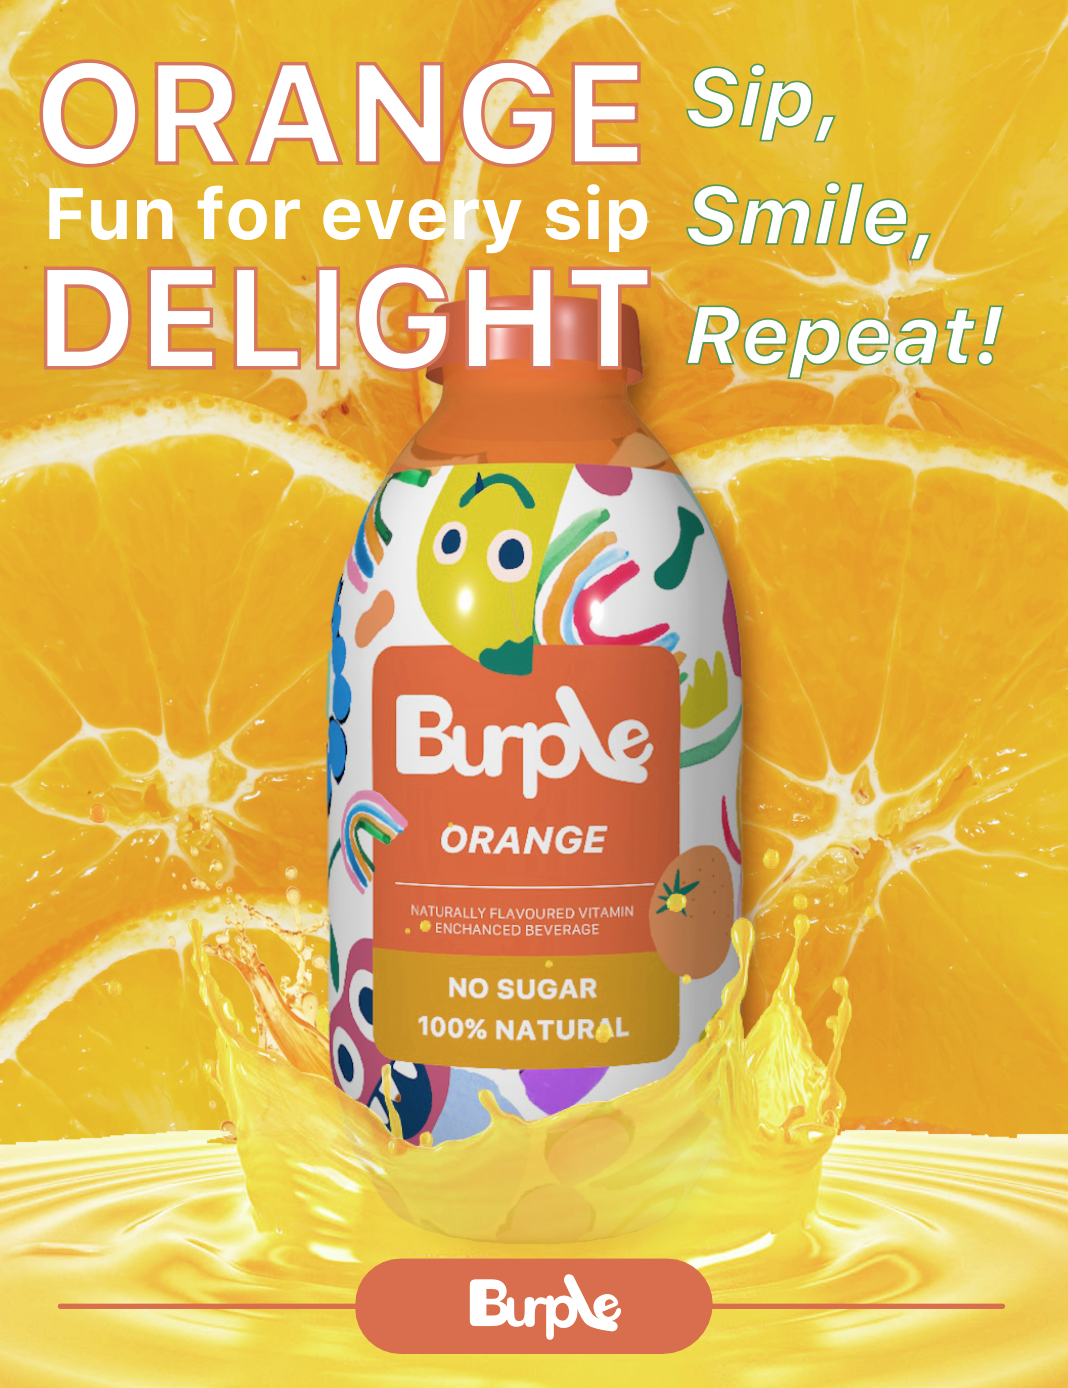 ORANGE
Fun for every sip
DELIGHT
Sip,
Smile,
Repeat!
Burple
ORANGE
NATURALLY FLAVOURED VITAMIN
ENCHANCED BEVERAGE
NO SUGAR
100% NATURAL
Burple